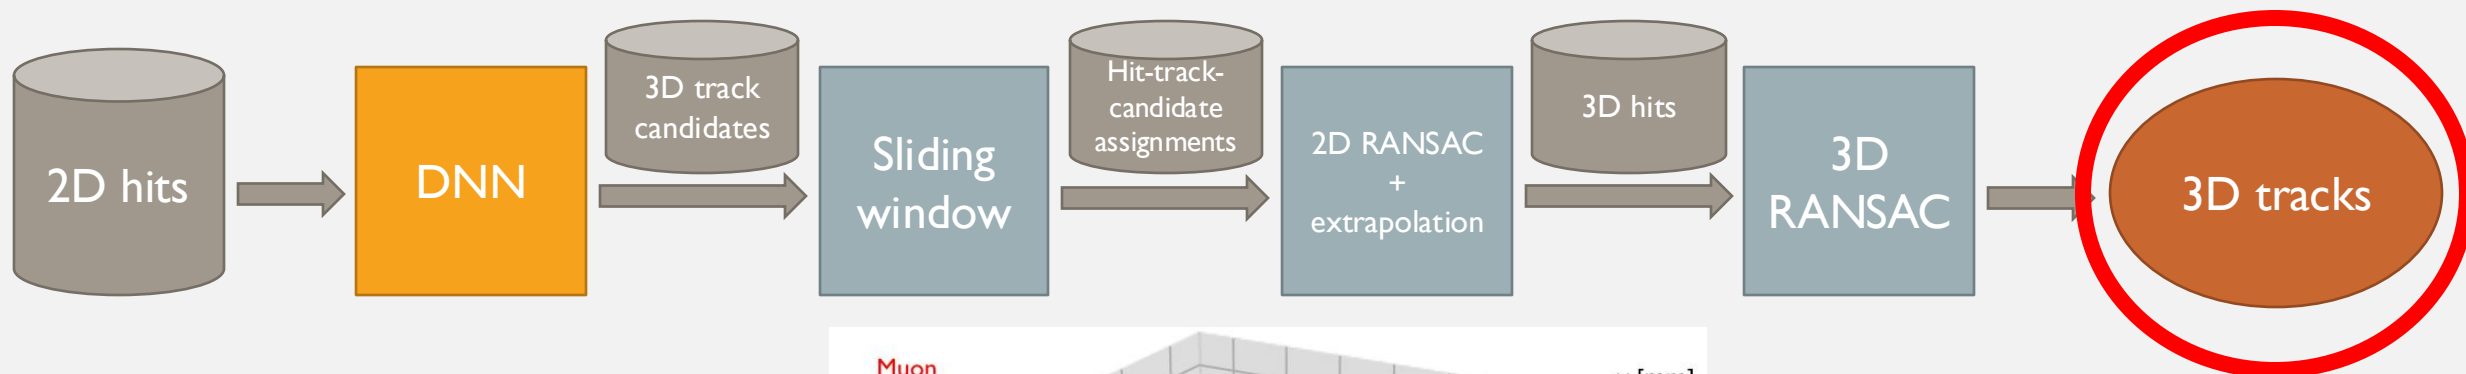 2D hits
DNN
3D track
candidates
Sliding
window
Hit-track-
candidate
assignments
2D RANSAC
+
extrapolation
3D hits
3D
RANSAC
3D tracks
Muon